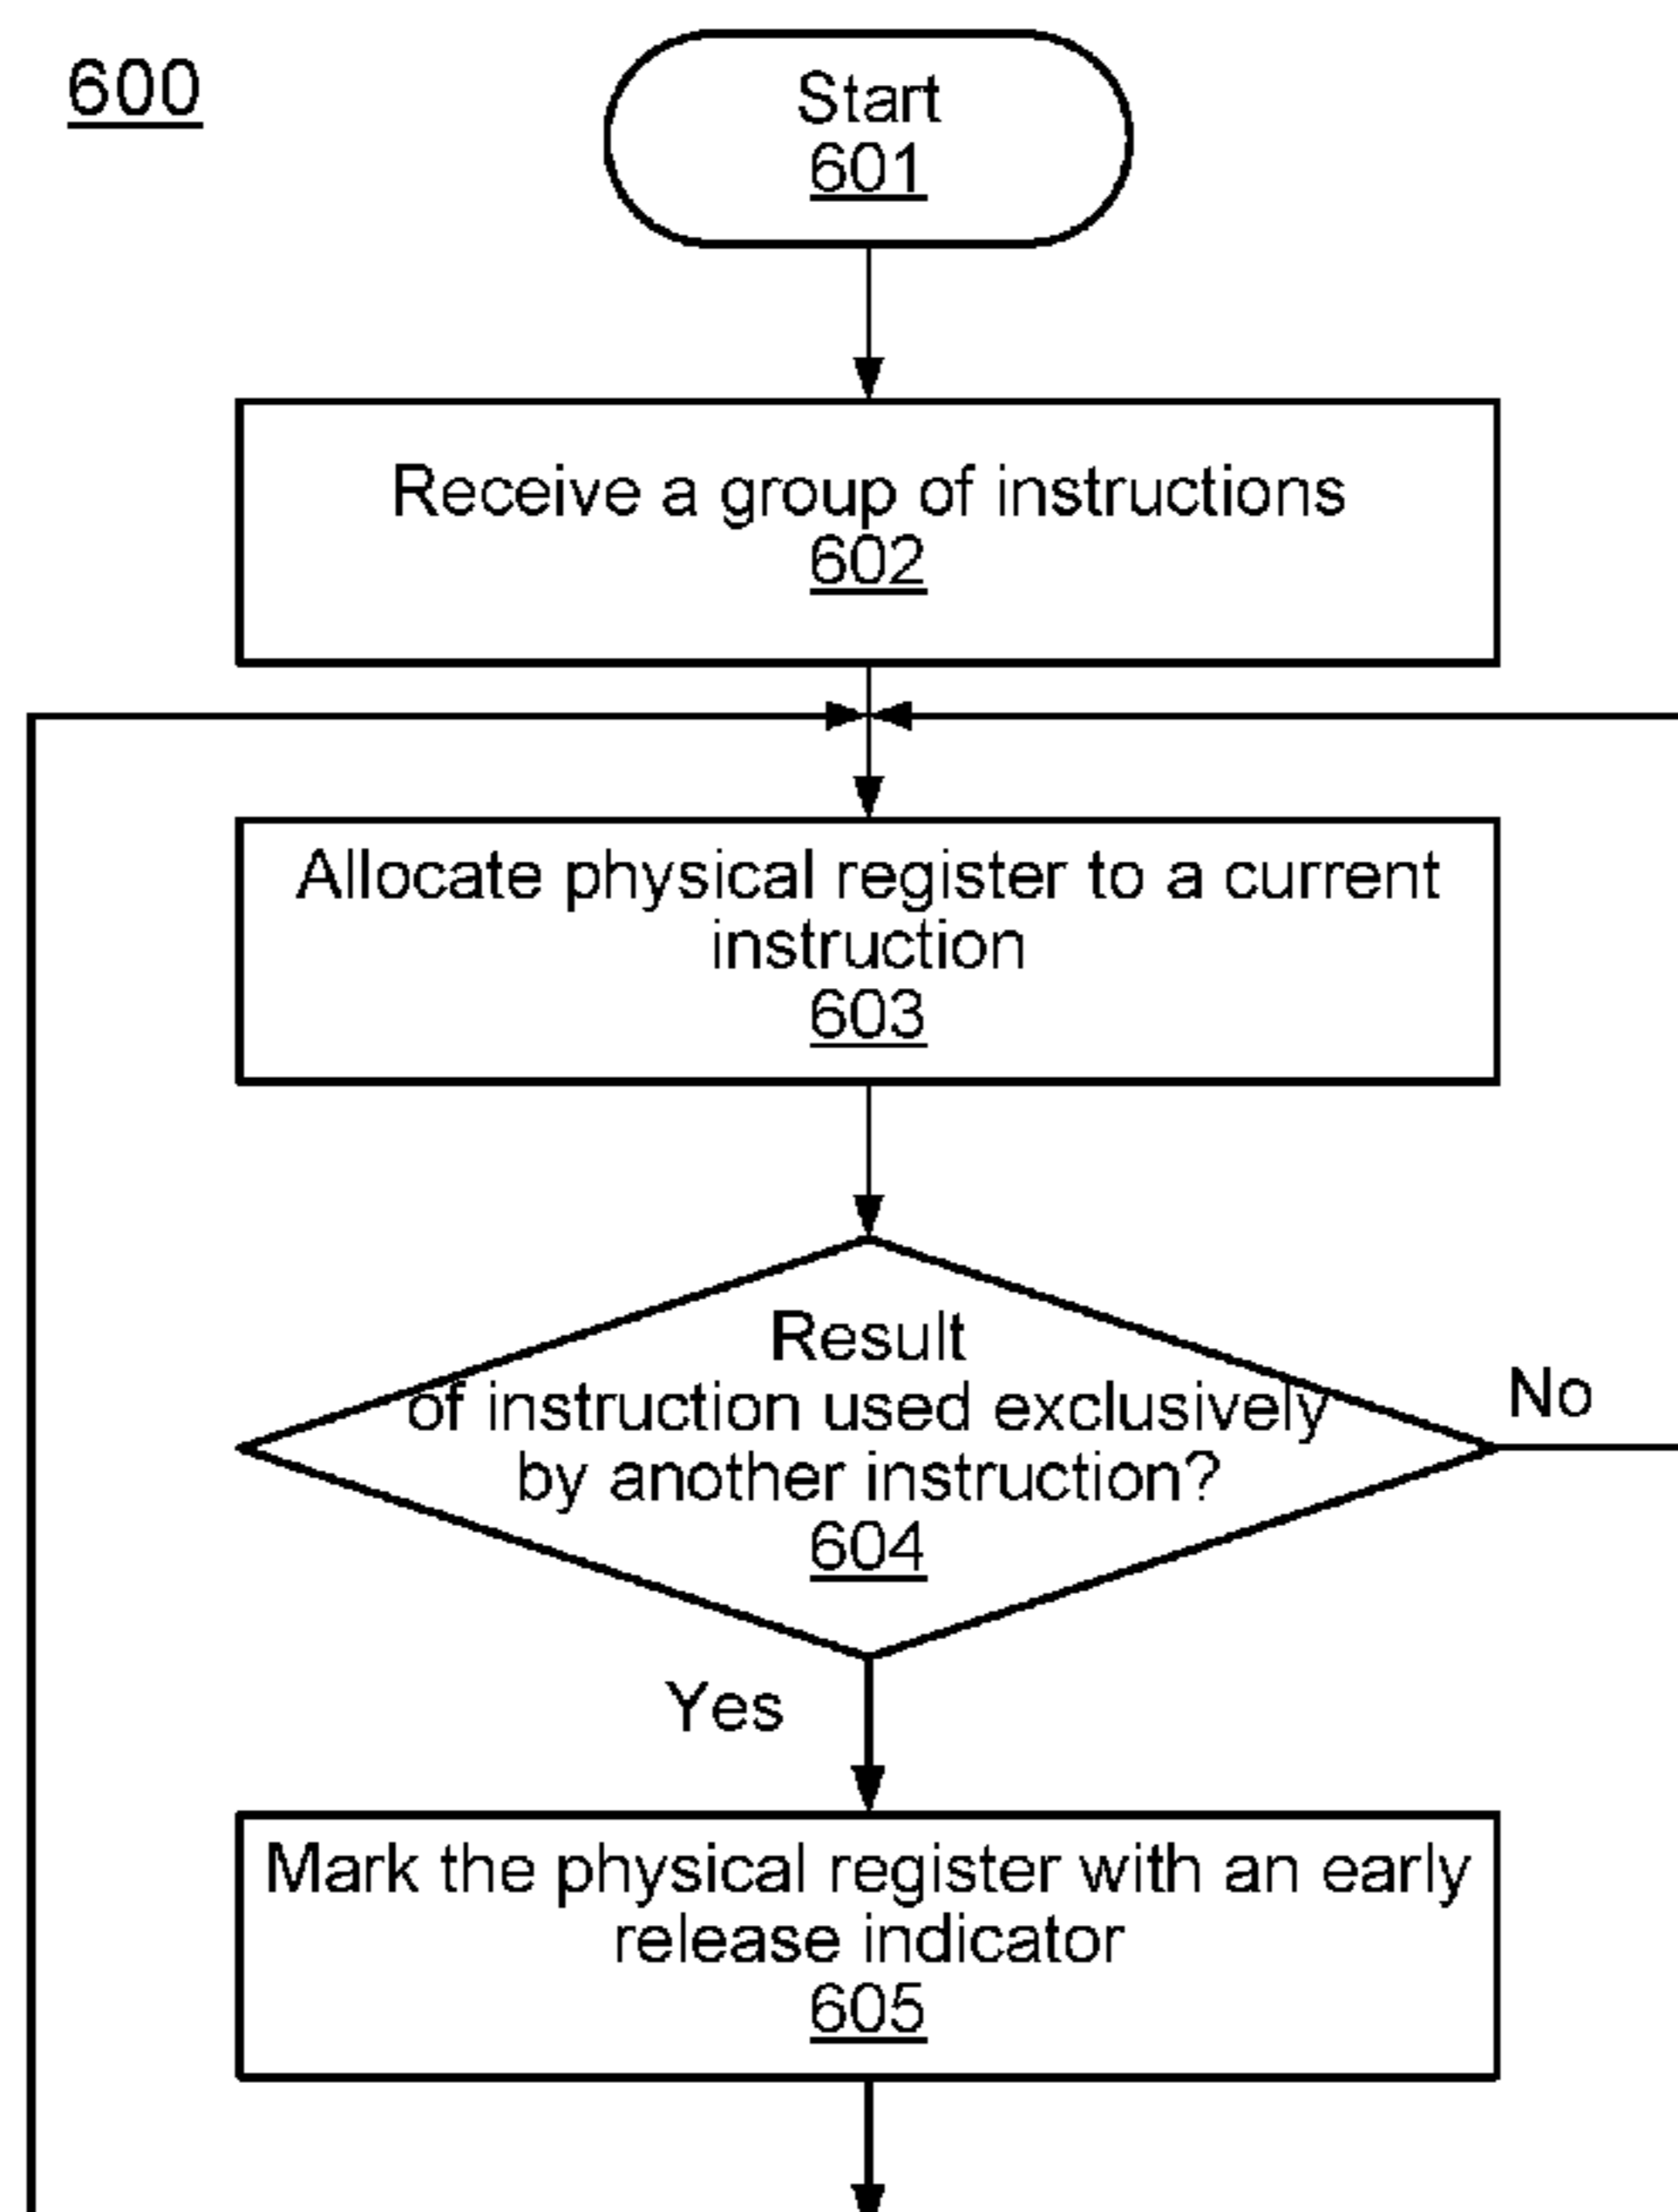 600
Start
601
Receive a group of instructions
602
Allocate physical register to a current
instruction
603
Result
of instruction used exclusively
by another instruction?
604
No
Yes
Mark the physical register with an early
release indicator
605